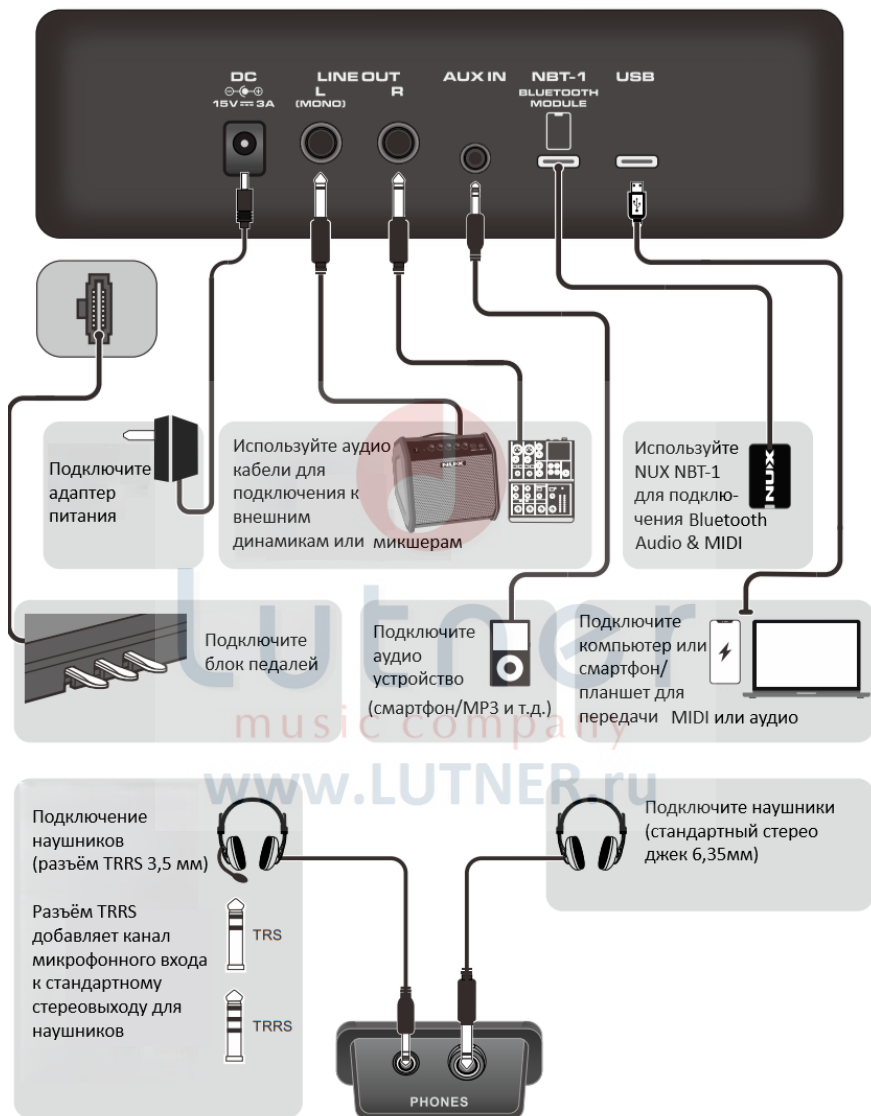 DC
15V 3A
LINE OUT
L
(MONO)
R
AUX IN
NBT-1
BLUETOOTH
MODULE
USB
Подключите
адаптер
питания
Используйте аудио
кабели для
подключения к
внешним
динамикам или микшерам
NUX
Используйте
NUX NBT-1
для подклю-
чения Bluetooth
Audio & MIDI
NUX
Подключите
блок педалей
Подключите
аудио
устройство
(смартфон/MP3 и т.д.)
Подключите
компьютер или
смартфон/
планшет для
передачи MIDI или аудио
Lutner
music company
www.LUTNER.ru
Подключение
наушников
(разъём TRRS 3,5 мм)
Разъём TRRS
добавляет канал
микрофонного входа
к стандартному
стереовыходу для
наушников
TRS
TRRS
Подключите наушники
(стандартный стерео
джек 6,35мм)
PHONES